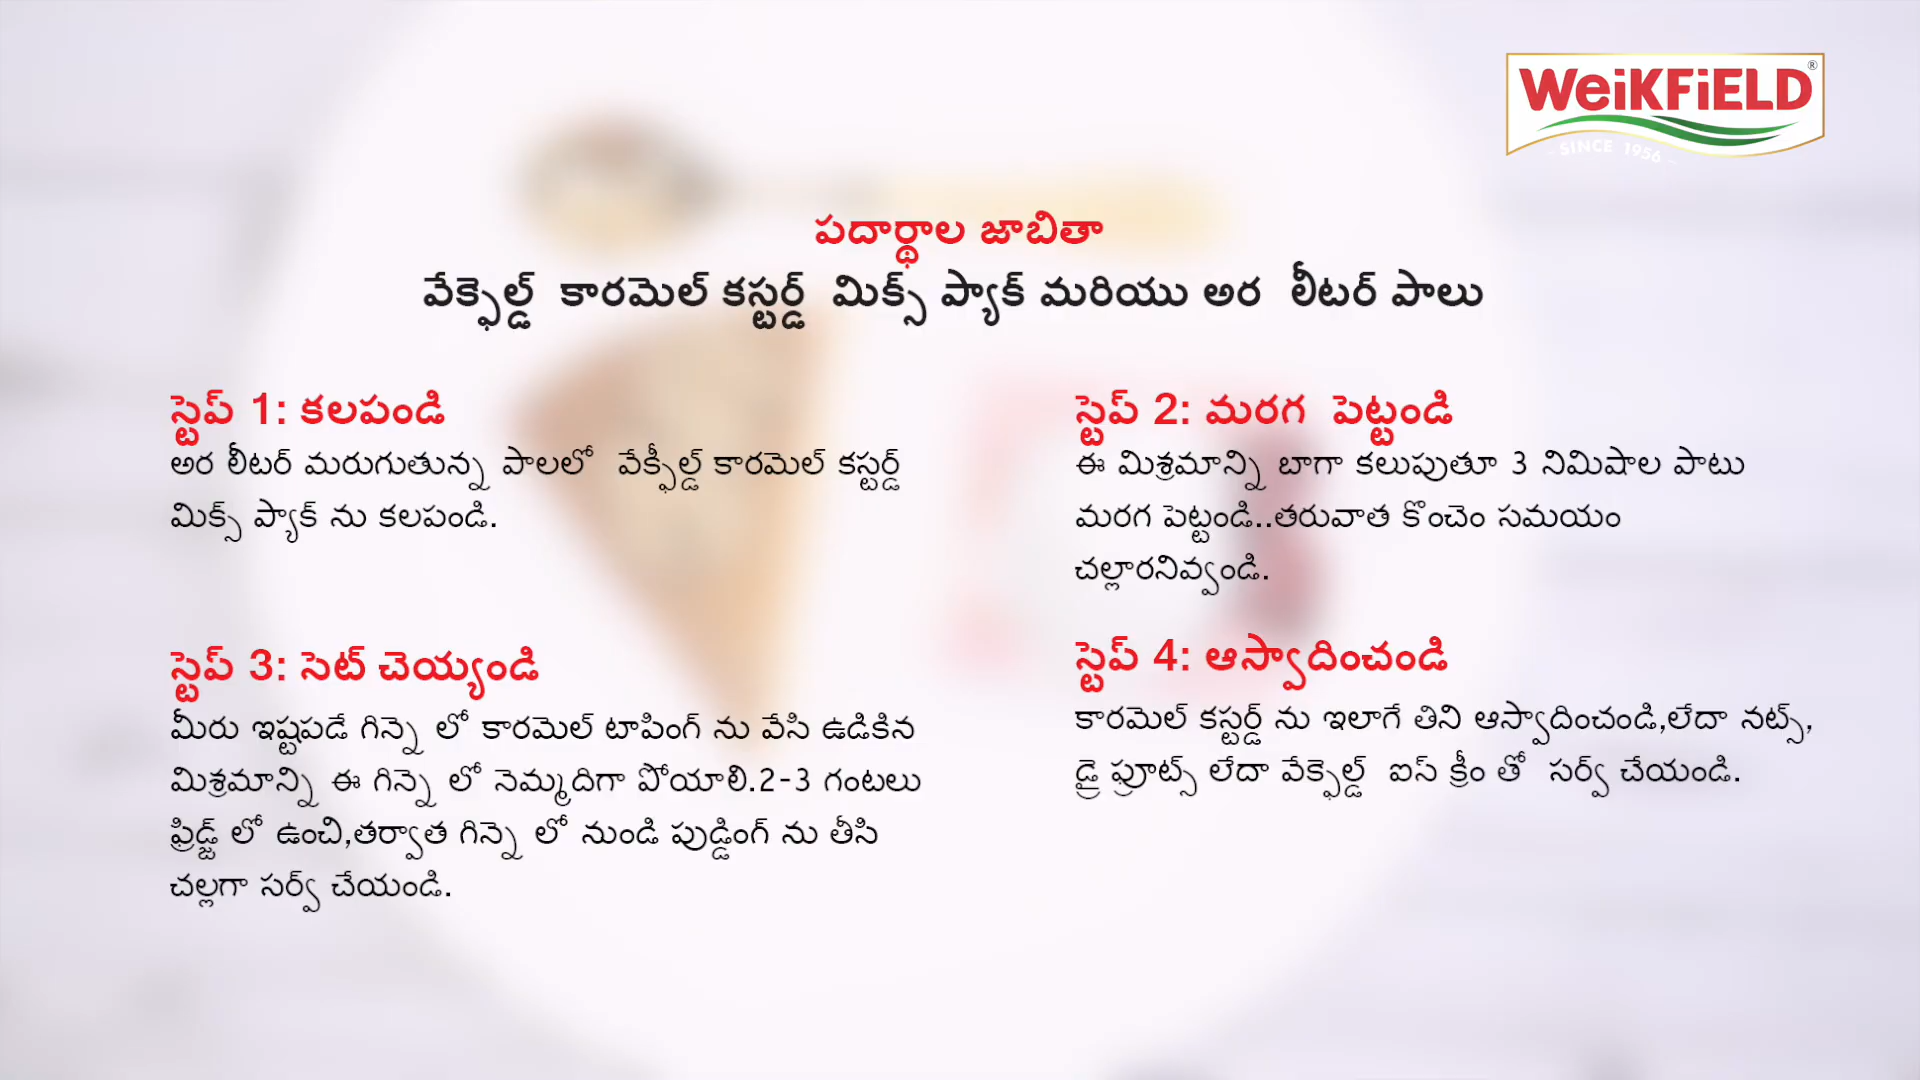 WeiKFiELD®
SINCE 1956
పదార్థాల జాబితా
వేక్ఫెల్డ్ కారమెల్ కస్టర్డ్ మిక్స్ ప్యాక్ మరియు అర లీటర్ పాలు
స్టెప్ 1: కలపండి
అర లీటర్ మరుగుతున్న పాలలో వేక్ఫీల్డ్ కారమెల్ కస్టర్డ్
మిక్స్ ప్యాక్ ను కలపండి.
స్టెప్ 2: మరగ పెట్టండి
ఈ మిశ్రమాన్ని బాగా కలుపుతూ 3 నిమిషాల పాటు
మరగ పెట్టండి..తరువాత కొంచెం సమయం
చల్లారనివ్వండి.
స్టెప్ 3: సెట్ చెయ్యండి
మీరు ఇష్టపడే గిన్నె లో కారమెల్ టాపింగ్ ను వేసి ఉడికిన
మిశ్రమాన్ని ఈ గిన్నె లో నెమ్మదిగా పోయాలి.2-3 గంటలు
ఫ్రిడ్జ్ లో ఉంచి,తర్వాత గిన్నె లో నుండి పుడ్డింగ్ ను తీసి
చల్లగా సర్వ్ చేయండి.
స్టెప్ 4: ఆస్వాదించండి
కారమెల్ కస్టర్డ్ ను ఇలాగే తిని ఆస్వాదించండి,లేదా నట్స్,
డ్రై ఫ్రూట్స్ లేదా వేక్ఫెల్డ్ ఐస్ క్రీం తో సర్వ్ చేయండి.